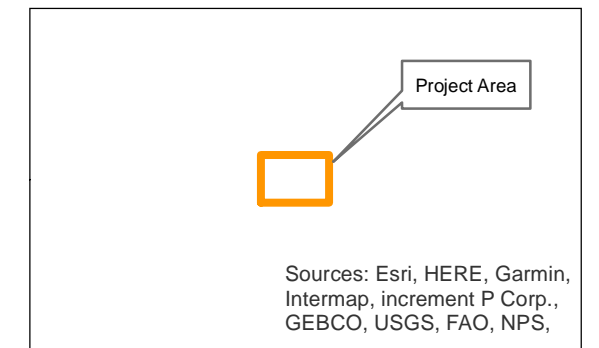 Project Area
Sources: Esri, HERE, Garmin,
Intermap, increment P Corp.,
GEBCO, USGS, FAO, NPS,